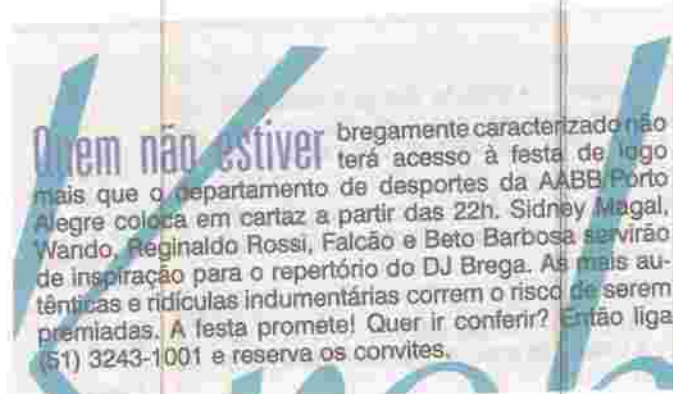 Quem não estiver bregamente caracterizado não
terá acesso à festa de logo
mais que o departamento de desportes da AABB/Porto
Alegre coloca em cartaz a partir das 22h. Sidney Magal,
Wando, Reginaldo Rossi, Falcão e Beto Barbosa servirão
de inspiração para o repertório do DJ Brega. As mais au-
tênticas e ridículas indumentárias correm o risco de serem
premiadas. A festa promete! Quer ir conferir? Então liga
(51) 3243-1001 e reserva os convites.